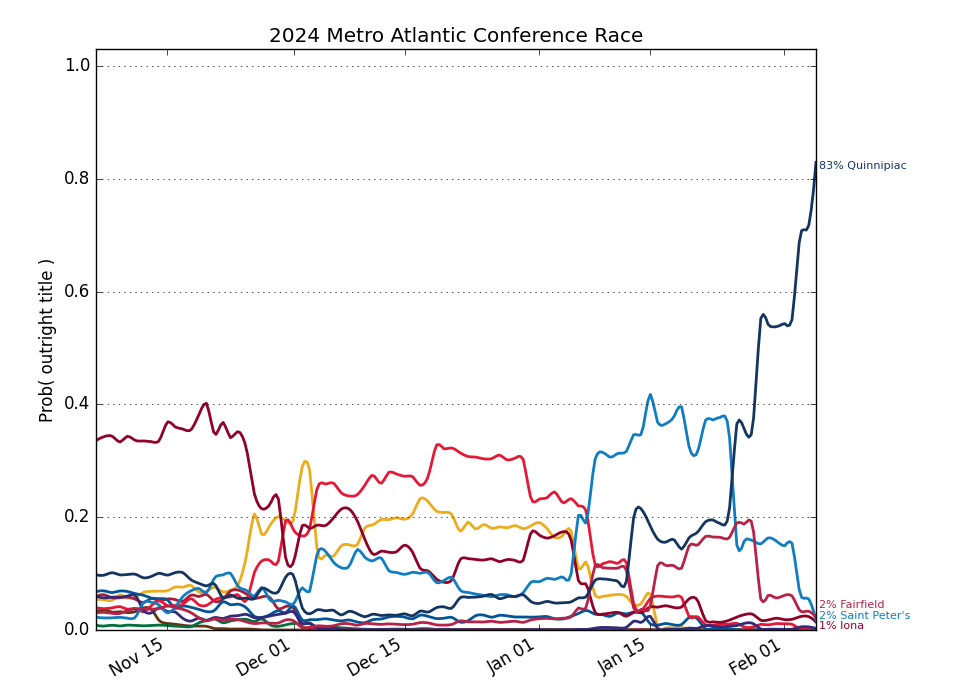 2024 Metro Atlantic Conference Race
1.0
0.8
0.6
0.4
0.2
0.0
Prob( outright title )
83% Quinnipiac
2% Fairfield
2% Saint Peter's
1% Iona
Nov 15
Dec 01
Dec 15
Jan 01
Jan 15
Feb 01